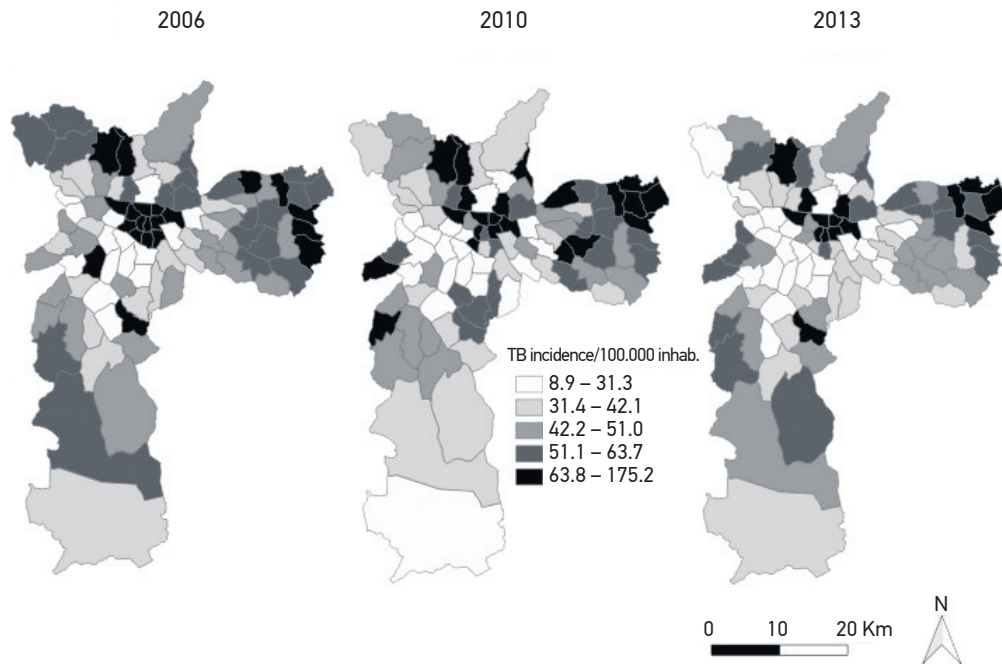 2006
2010
2013
TB incidence/100.000 inhab.
8.9 – 31.3
31.4 – 42.1
42.2 – 51.0
51.1 – 63.7
63.8 – 175.2
0 10 20 Km
N